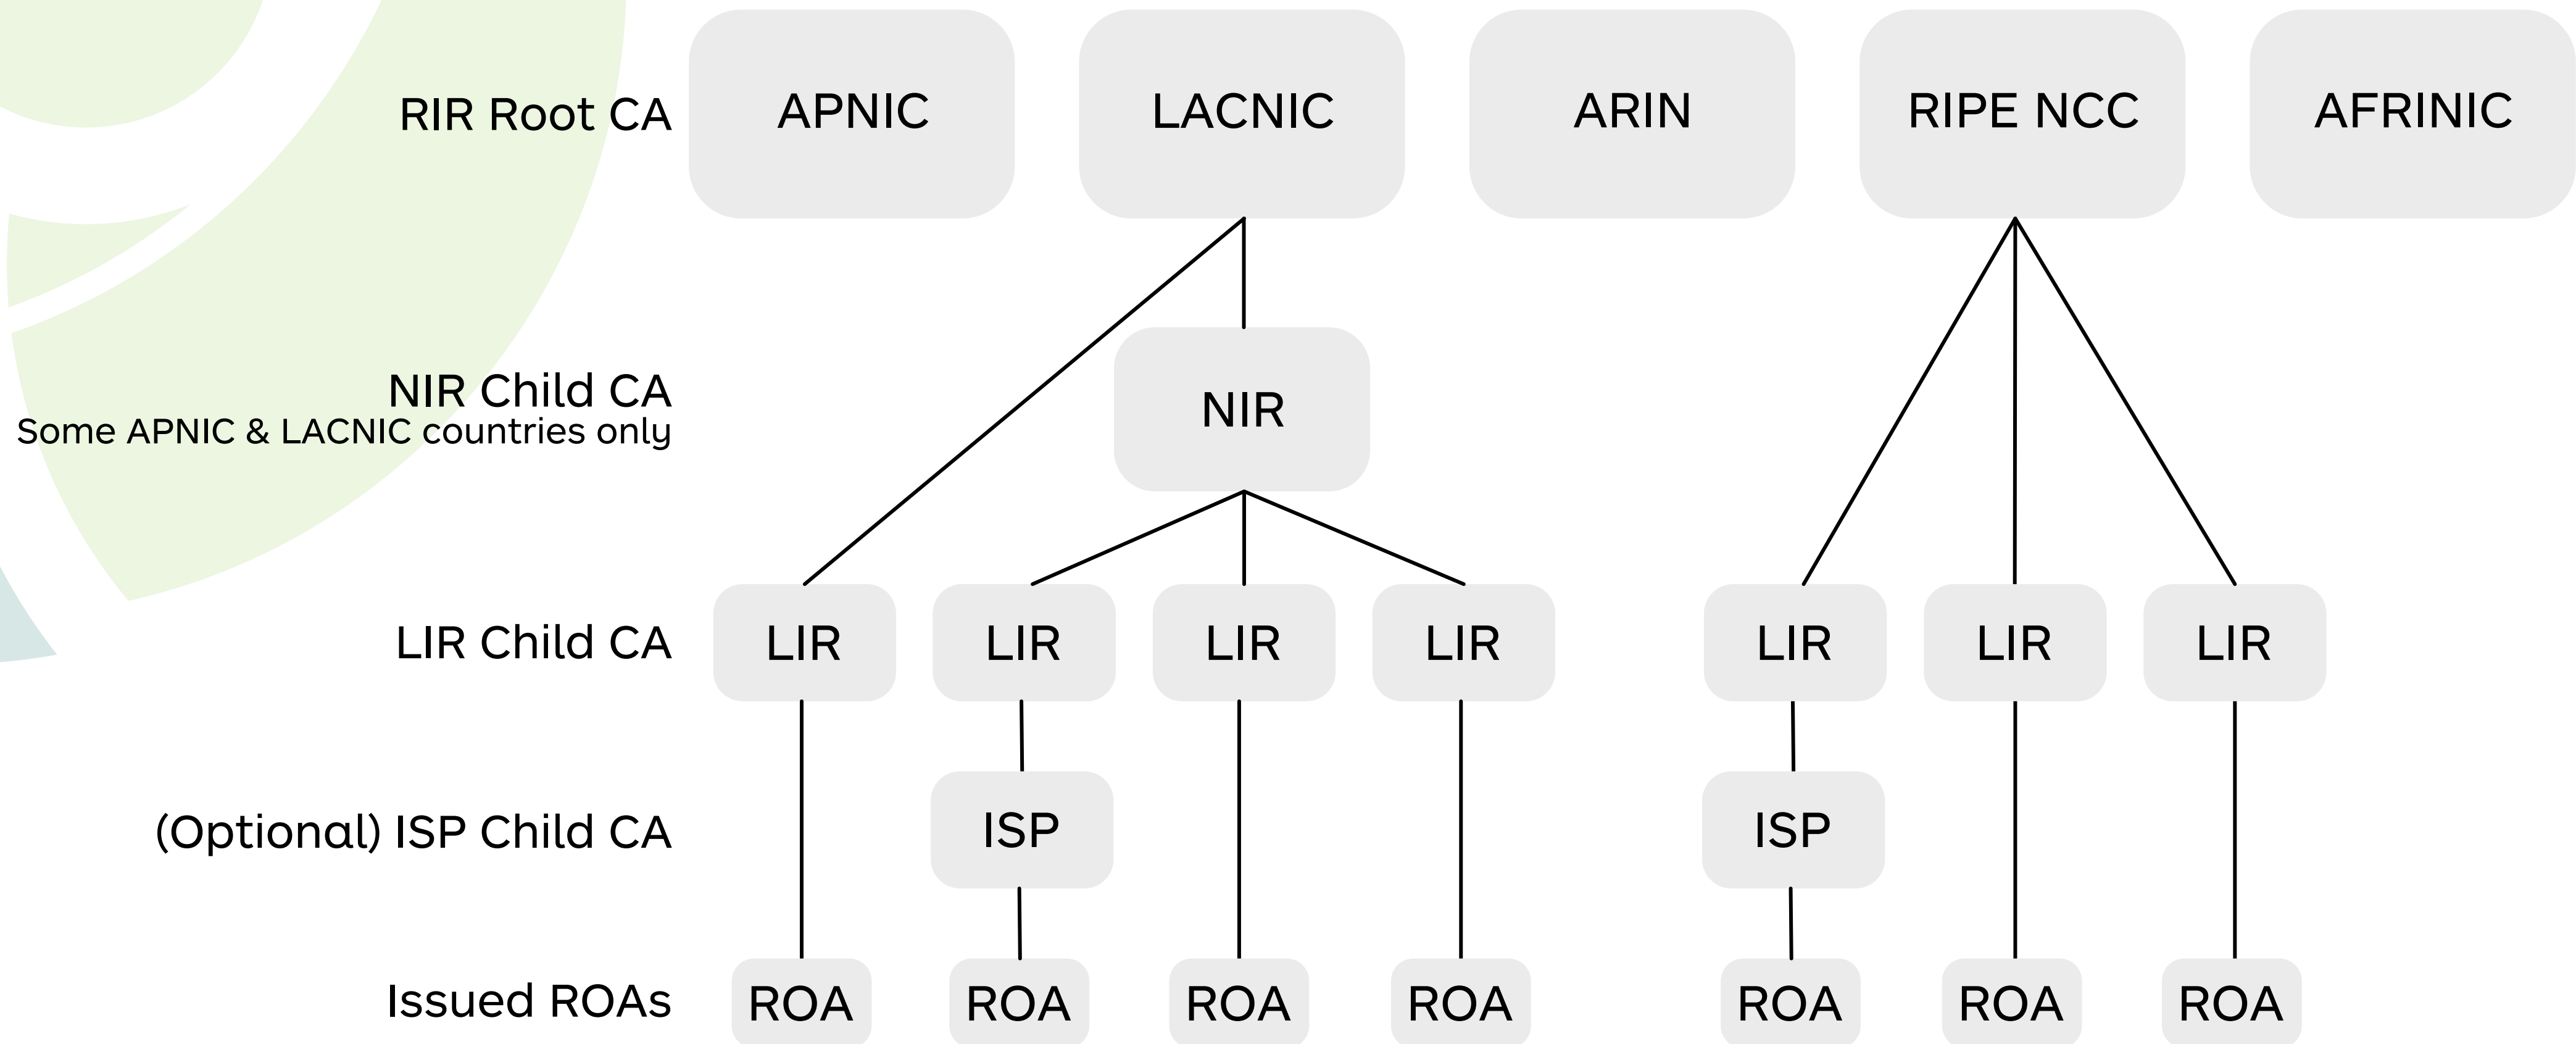 RIR Root CA
APNIC
LACNIC
ARIN
RIPE NCC
AFRINIC
NIR Child CA
Some APNIC & LACNIC countries only
NIR
LIR Child CA
LIR
LIR
LIR
LIR
LIR
LIR
LIR
(Optional) ISP Child CA
ISP
ISP
Issued ROAs
ROA
ROA
ROA
ROA
ROA
ROA
ROA